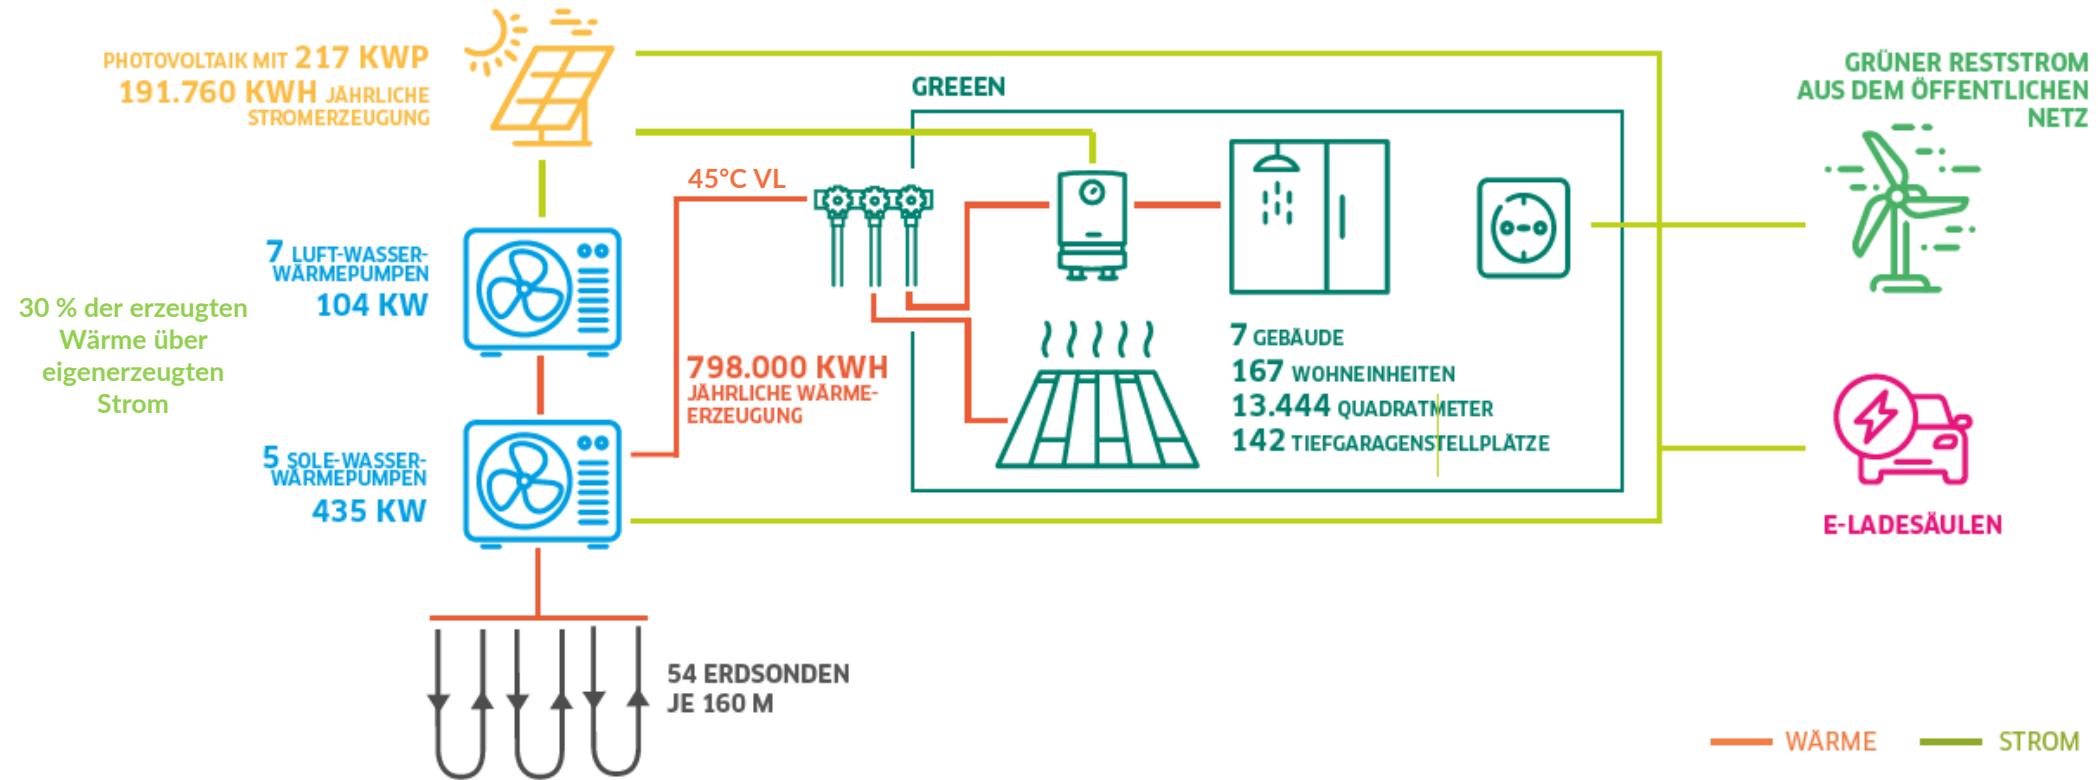 PHOTOVOLTAIK MIT 217 KWP
191.760 KWH JÄHRLICHE
STROMERZEUGUNG
7 LUFT-WASSER-
WÄRMEPUMPEN
104 KW
30 % der erzeugten
Wärme über
eigenerzeugten
Strom
5 SOLE-WASSER-
WÄRMEPUMPEN
435 KW
54 ERDSONDEN
JE 160 M
45°C VL
798.000 KWH
JÄHRLICHE WÄRME-
ERZEUGUNG
GREEEN
7 GEBÄUDE
167 WOHNEINHEITEN
13.444 QUADRATMETER
142 TIEFGARAGENSTELLPLÄTZE
GRÜNER RESTSTROM
AUS DEM ÖFFENTLICHEN
NETZ
E-LADESÄULEN
WÄRME
STROM